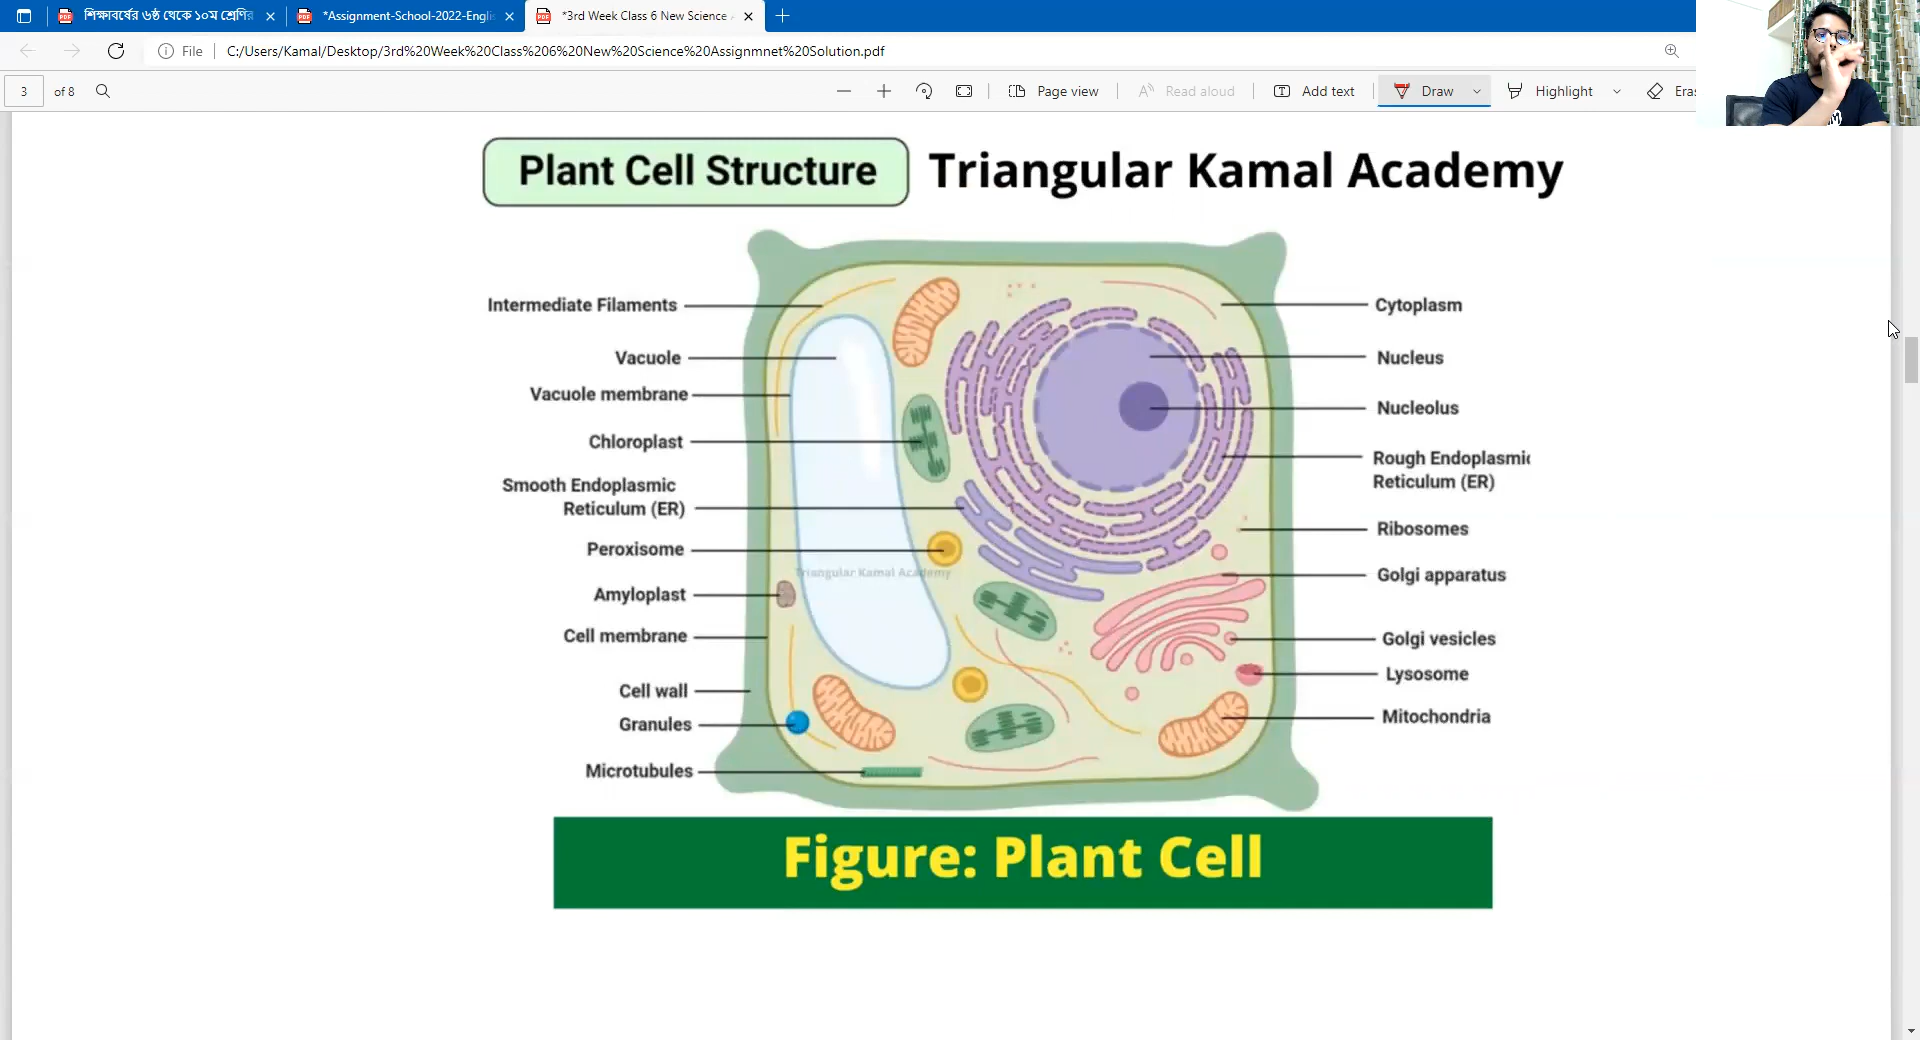 শিক্ষাবর্ষের ৬ষ্ঠ থেকে ১০ম শ্রেণির
*Assignment-School-2022-Englis
*3rd Week Class 6 New Science A
File
C:/Users/Kamal/Desktop/3rd%20Week%20Class%206%20New%20Science%20Assignmnet%20Solution.pdf
3 of 8
Page view
Read aloud
Add text
Draw
Highlight
Eras
Plant Cell Structure
Triangular Kamal Academy
Intermediate Filaments
Vacuole
Vacuole membrane
Chloroplast
Smooth Endoplasmic
Reticulum (ER)
Peroxisome
Amyloplast
Cell membrane
Cell wall
Granules
Microtubules
Triangular Kamal Academy
Cytoplasm
Nucleus
Nucleolus
Rough Endoplasmic
Reticulum (ER)
Ribosomes
Golgi apparatus
Golgi vesicles
Lysosome
Mitochondria
Figure: Plant Cell